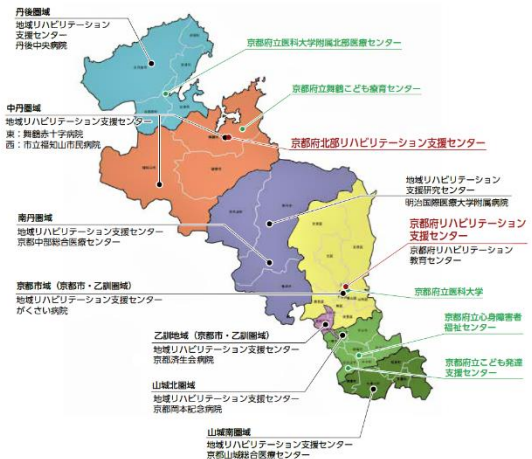 丹後圏域
地域リハビリテーション
支援センター
丹後中央病院
京都府立医科大学附属北部医療センター
京都府立舞鶴こども療育センター
中丹圏域
地域リハビリテーション支援センター
東：舞鶴赤十字病院
西：市立福知山市民病院
京都府北部リハビリテーション支援センター
地域リハビリテーション
支援研究センター
明治国際医療大学附属病院
南丹圏域
地域リハビリテーション支援センター
京都中部総合医療センター
京都府リハビリテーション
支援センター
京都府リハビリテーション
教育センター
京都市域（京都市・乙訓圏域）
地域リハビリテーション支援センター
がくさい病院
京都府立医科大学
乙訓地域（京都市・乙訓圏域）
地域リハビリテーション支援センター
京都済生会病院
京都府立心身障害者
福祉センター
京都府立こども発達
支援センター
山城北圏域
地域リハビリテーション支援センター
京都岡本記念病院
山城南圏域
地域リハビリテーション支援センター
京都山城総合医療センター